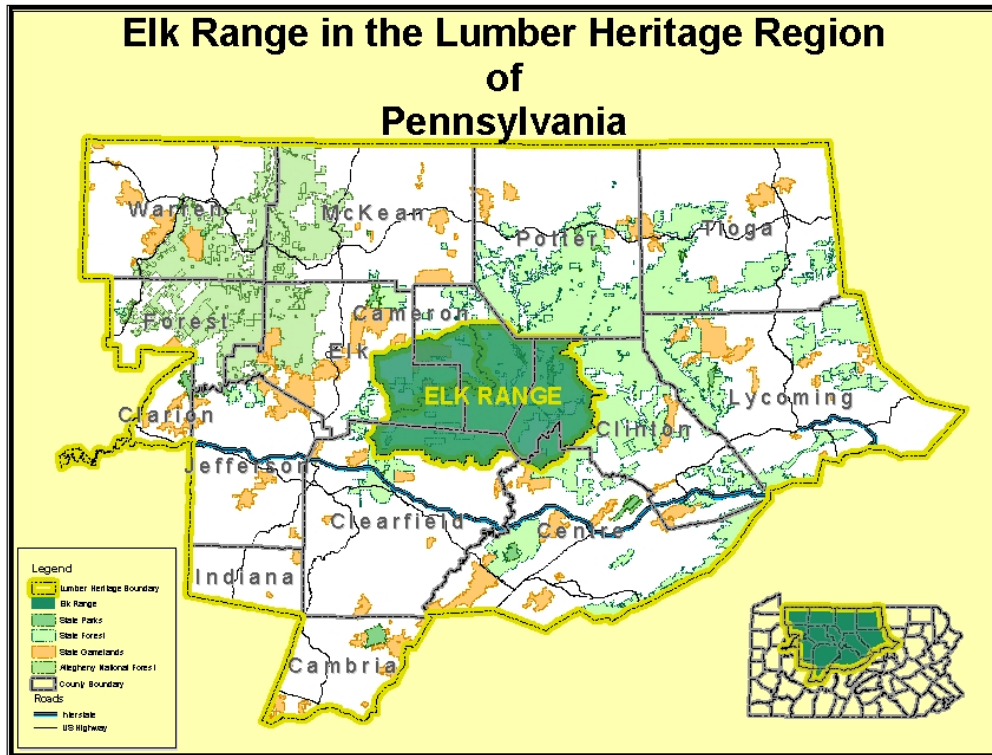 Elk Range in the Lumber Heritage Region
of
Pennsylvania
Warren
McKean
Potter
Tioga
Forest
Cameron
Elk
ELK RANGE
Clarion
Lycoming
Clinton
Jefferson
Clearfield
Centre
Indiana
Cambria
Legend
Lumber Heritage Boundary
Elk Range
State Parks
State Forest
State Gamelands
Allegheny National Forest
County Boundary
Roads
Interstate
US Highway